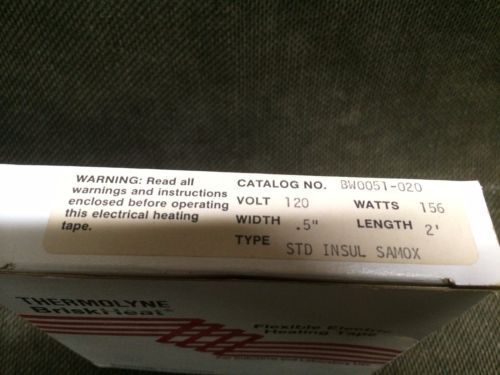 WARNING: Read all
warnings and instructions
enclosed before operating
this electrical heating
tape.
CATALOG NO. BW0051-020
VOLT 120 WATTS 156
WIDTH .5" LENGTH 2'
TYPE STD INSUL SAMOX
THERMOLYNE
BriskHeat®
Flexible Electric
Heating Tape